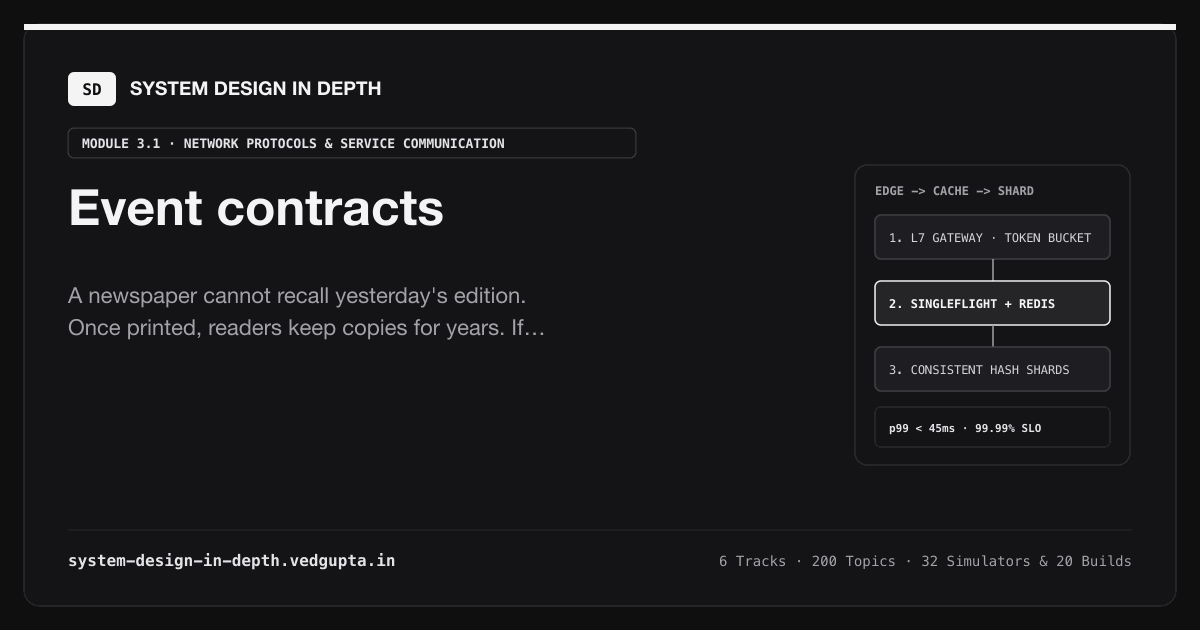 SD
SYSTEM DESIGN IN DEPTH
MODULE 3.1 · NETWORK PROTOCOLS & SERVICE COMMUNICATION
Event contracts
A newspaper cannot recall yesterday's edition.
Once printed, readers keep copies for years. If…
EDGE —> CACHE —> SHARD
1. L7 GATEWAY · TOKEN BUCKET
2. SINGLEFLIGHT + REDIS
3. CONSISTENT HASH SHARDS
p99 < 45ms · 99.99% SLO
system-design-in-depth.vedgupta.in
6 Tracks · 200 Topics · 32 Simulators & 20 Builds